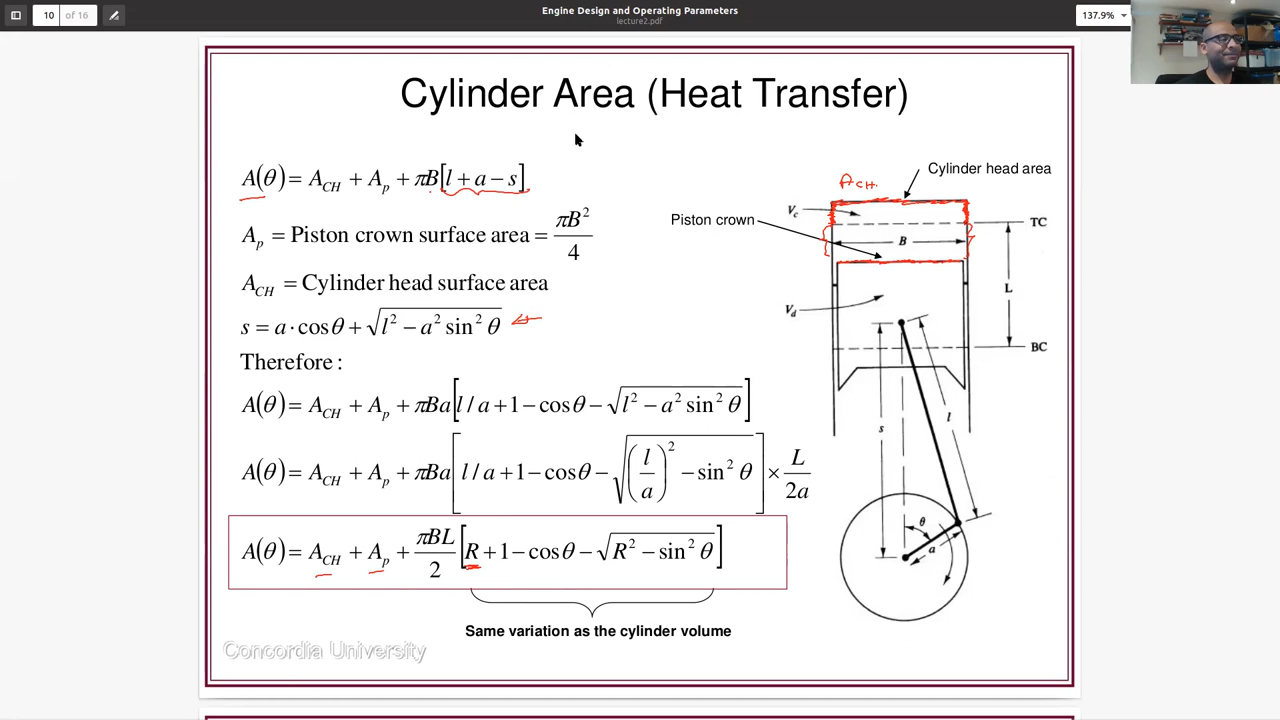 Engine Design and Operating Parameters
lecture2.pdf
10 of 16
137.9%
Cylinder Area (Heat Transfer)
A(θ) = A_CH + A_p + πB[l + a − s]
A_p = Piston crown surface area = πB²/4
A_CH = Cylinder head surface area
s = a · cosθ + √(l² − a² sin² θ)
Therefore:
A(θ) = A_CH + A_p + πBa[l/a + 1 − cosθ − √(l² − a² sin² θ)]
A(θ) = A_CH + A_p + πBa[l/a + 1 − cosθ − √((l/a)² − sin² θ)] × L/2a
A(θ) = A_CH + A_p + πBL/2 [R + 1 − cosθ − √(R² − sin² θ)]
Same variation as the cylinder volume
Concordia University
Cylinder head area
A_CH.
V_c
Piston crown
TC
B
L
V_d
BC
l
s
θ
a